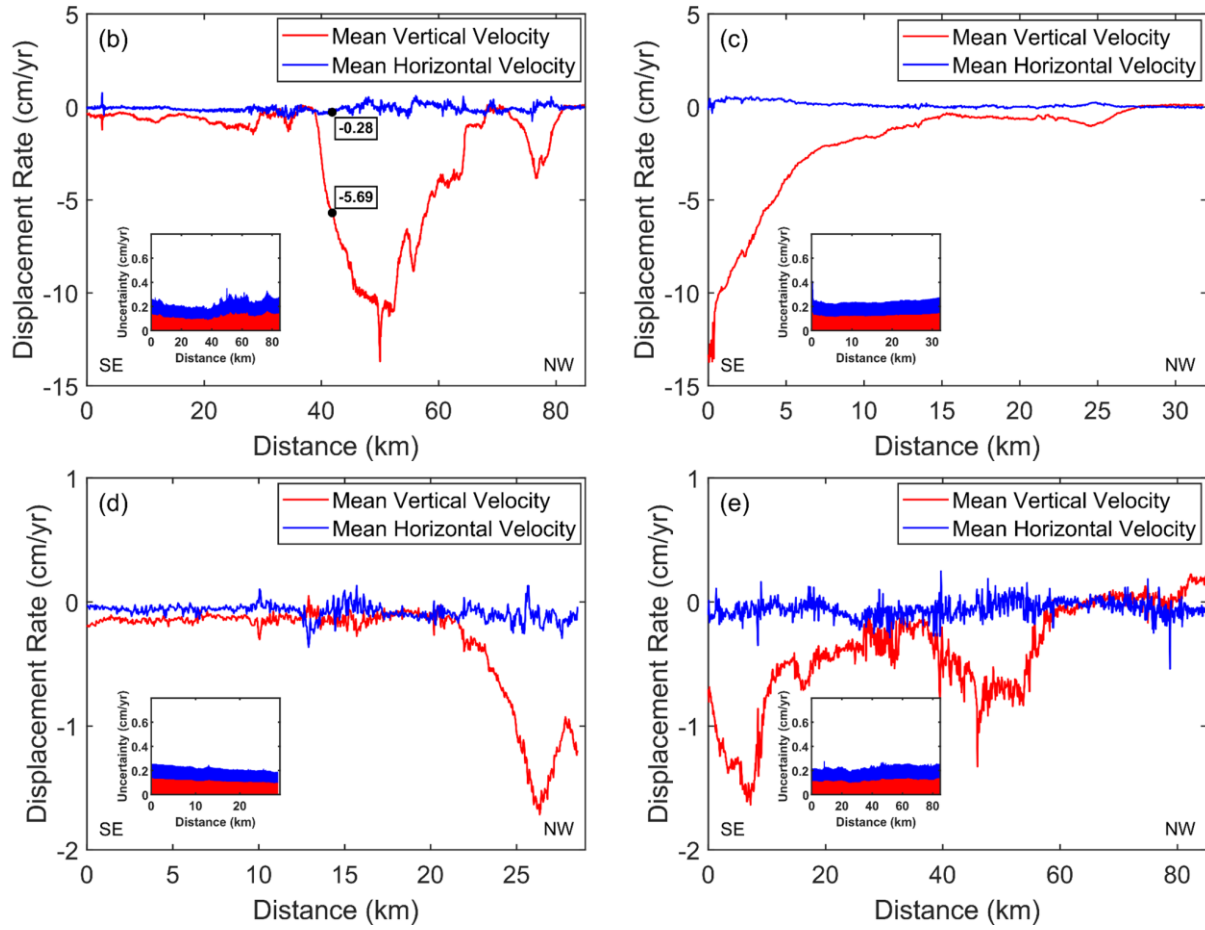 (b)
Mean Vertical Velocity
Mean Horizontal Velocity
Displacement Rate (cm/yr)
5
0
-5
-10
-15
-0.28
-5.69
Uncertainty (cm/yr)
0.8
0.4
0.2
0
0 20 40 60 80
Distance (km)
SE
NW
0 20 40 60 80
Distance (km)
(c)
Mean Vertical Velocity
Mean Horizontal Velocity
Displacement Rate (cm/yr)
5
0
-5
-10
-15
Uncertainty (cm/yr)
0.8
0.4
0.2
0
0 10 20 30
Distance (km)
SE
NW
0 5 10 15 20 25 30
Distance (km)
(d)
Mean Vertical Velocity
Mean Horizontal Velocity
Displacement Rate (cm/yr)
1
0
-1
-2
Uncertainty (cm/yr)
0.8
0.4
0.2
0
0 10 20
Distance (km)
SE
NW
0 5 10 15 20 25
Distance (km)
(e)
Mean Vertical Velocity
Mean Horizontal Velocity
Displacement Rate (cm/yr)
1
0
-1
-2
Uncertainty (cm/yr)
0.8
0.4
0.2
0
0 20 40 60 80
Distance (km)
SE
NW
0 20 40 60 80
Distance (km)